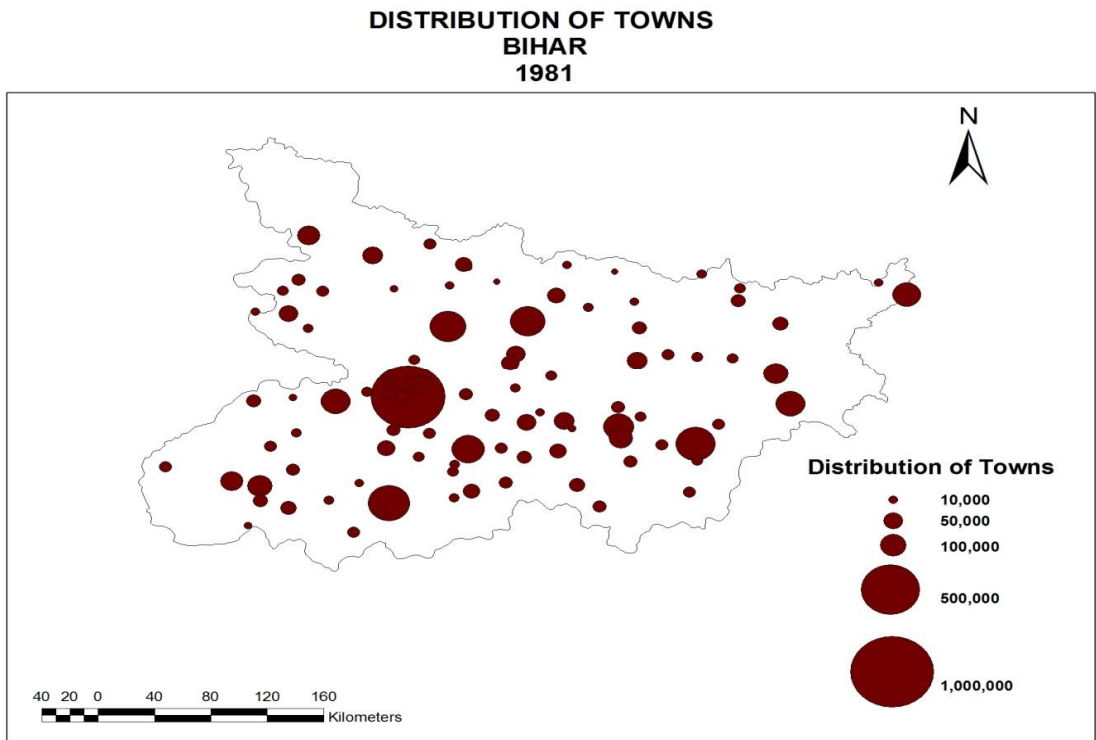 DISTRIBUTION OF TOWNS
BIHAR
1981
N
Distribution of Towns
10,000
50,000
100,000
500,000
1,000,000
40 20 0 40 80 120 160
Kilometers